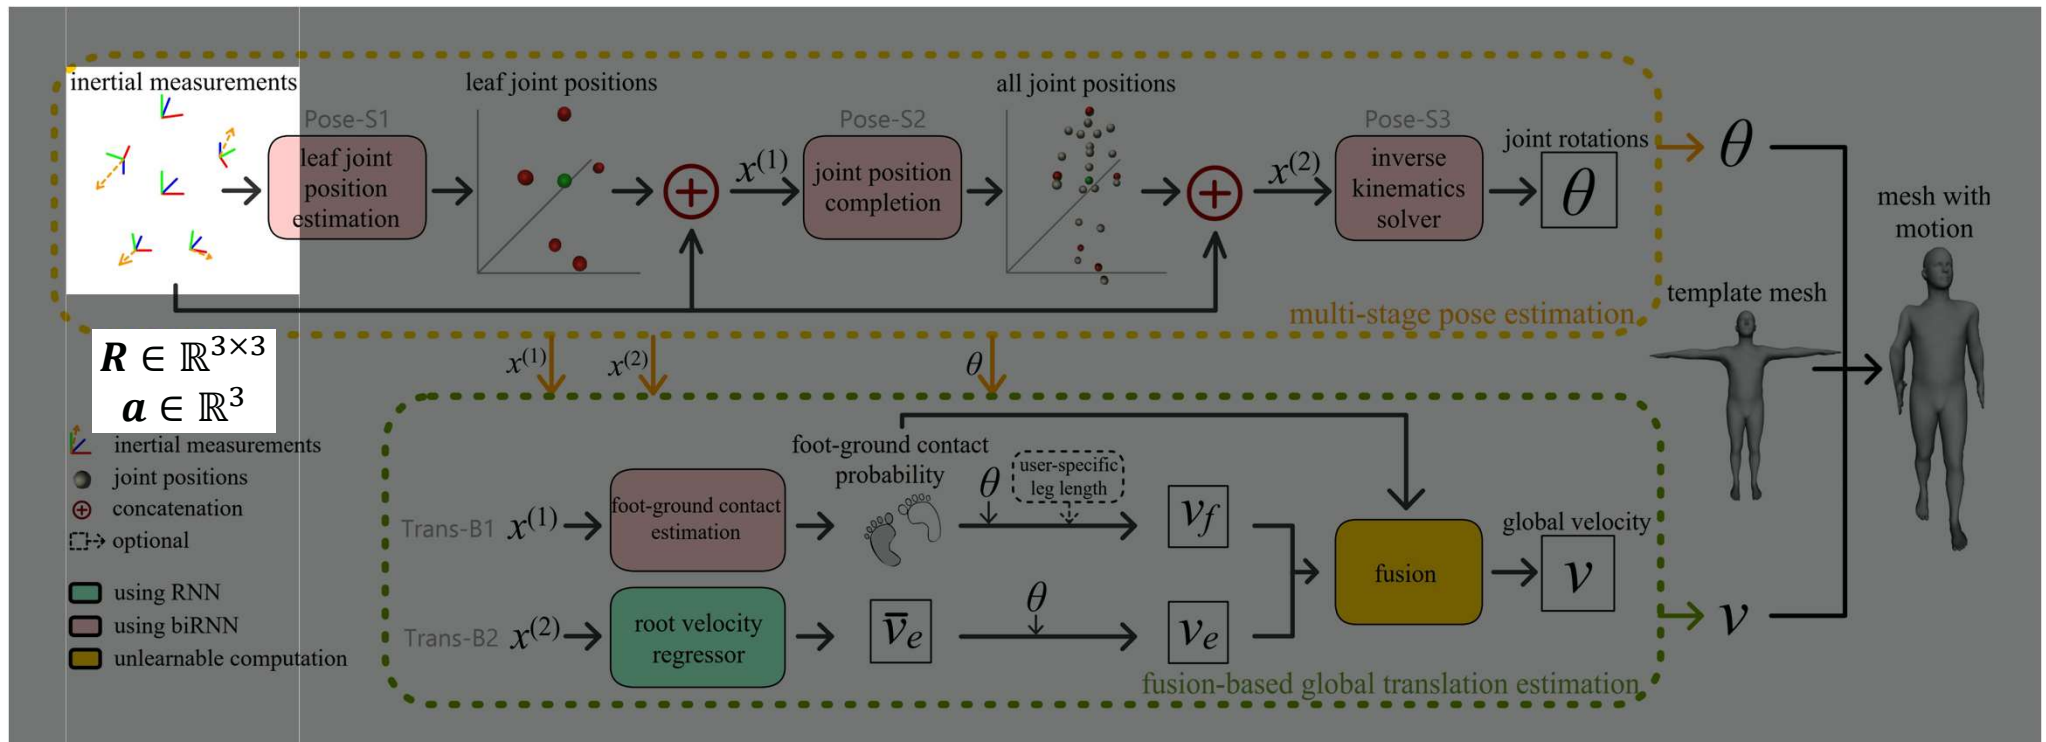 inertial measurements
Pose-S1
leaf joint
position
estimation
leaf joint positions
x⁽¹⁾
Pose-S2
joint position
completion
all joint positions
x⁽²⁾
Pose-S3
inverse
kinematics
solver
joint rotations
θ
θ
multi-stage pose estimation
R ∈ ℝ³ˣ³
a ∈ ℝ³
inertial measurements
joint positions
concatenation
optional
using RNN
using biRNN
unlearnable computation
x⁽¹⁾
x⁽²⁾
θ
Trans-B1 x⁽¹⁾
foot-ground contact
estimation
foot-ground contact
probability
θ
user-specific
leg length
v_f
Trans-B2 x⁽²⁾
root velocity
regressor
v̄_e
θ
v_e
fusion
global velocity
v
fusion-based global translation estimation
v
template mesh
mesh with
motion